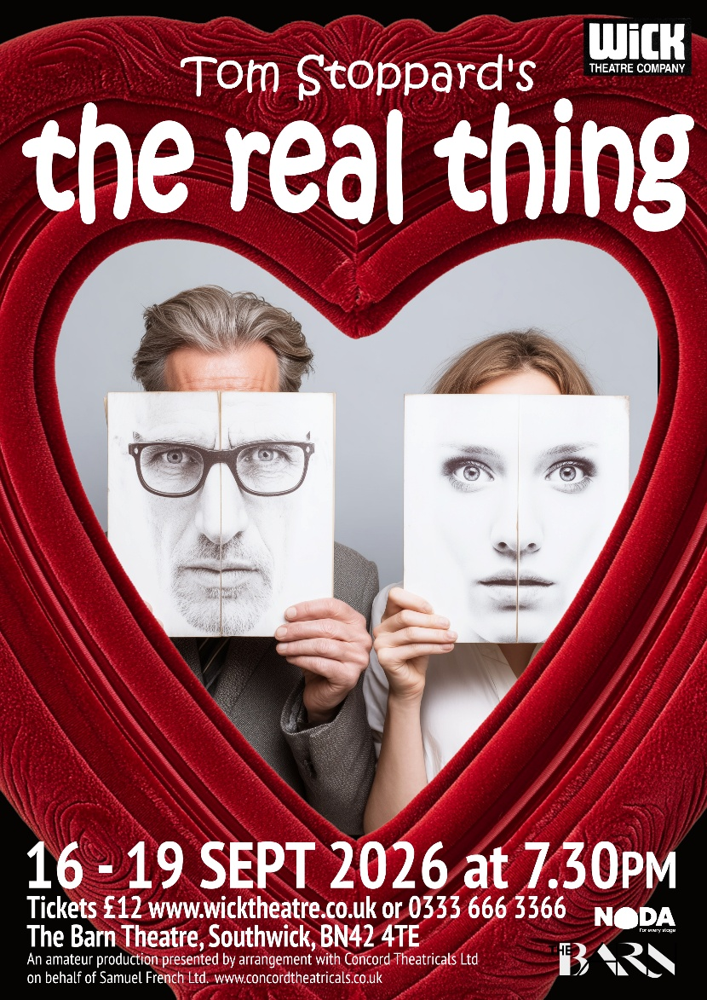 WiCK
THEATRE COMPANY
Tom Stoppard's
the real thing
16 - 19 SEPT 2026 at 7.30PM
Tickets £12 www.wicktheatre.co.uk or 0333 666 3366
The Barn Theatre, Southwick, BN42 4TE
An amateur production presented by arrangement with Concord Theatricals Ltd
on behalf of Samuel French Ltd. www.concordtheatricals.co.uk
NODA
For every stage
THE
BARN